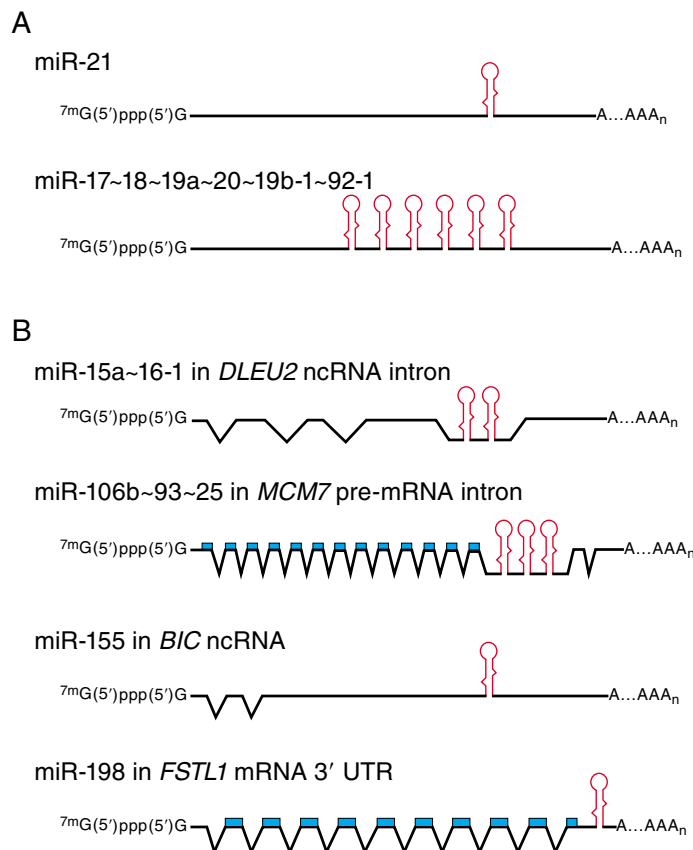 A
miR-21
7mG(5′)ppp(5′)G A…AAAn
miR-17~18~19a~20~19b-1~92-1
7mG(5′)ppp(5′)G A…AAAn
B
miR-15a~16-1 in DLEU2 ncRNA intron
7mG(5′)ppp(5′)G A…AAAn
miR-106b~93~25 in MCM7 pre-mRNA intron
7mG(5′)ppp(5′)G A…AAAn
miR-155 in BIC ncRNA
7mG(5′)ppp(5′)G A…AAAn
miR-198 in FSTL1 mRNA 3′ UTR
7mG(5′)ppp(5′)G A…AAAn